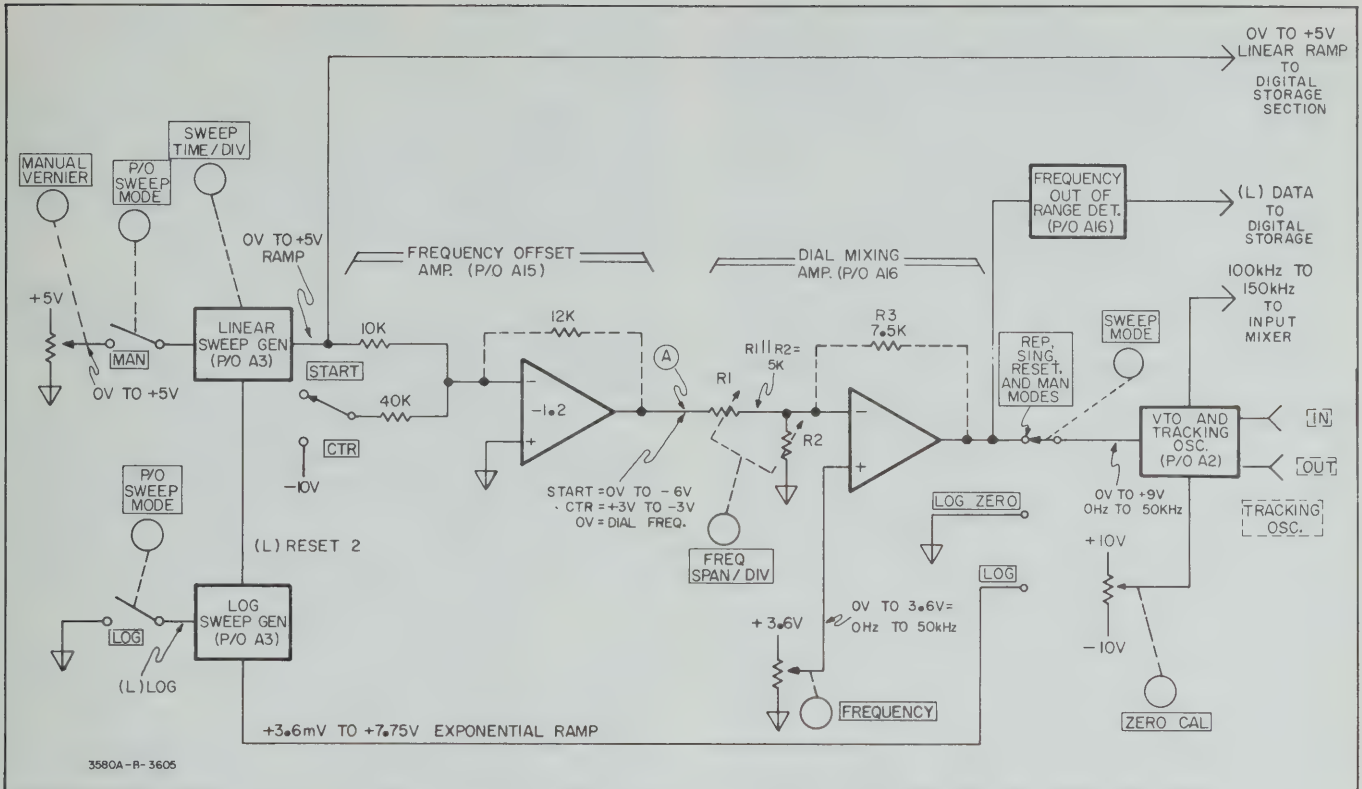 0V TO +5V
LINEAR RAMP
TO
DIGITAL
STORAGE
SECTION
SWEEP
TIME/DIV
MANUAL
VERNIER
P/O
SWEEP
MODE
FREQUENCY
OUT OF
RANGE DET.
(P/O A16)
(L) DATA
TO
DIGITAL
STORAGE
0V TO +5V
RAMP
FREQUENCY OFFSET
AMP. (P/O A15)
DIAL MIXING
AMP. (P/O A16
100kHz TO
150kHz
TO
INPUT
MIXER
+5V
MAN
0V TO +5V
LINEAR
SWEEP GEN
(P/O A3)
10K
START
40K
CTR
-10V
12K
-
-1.2
+
A
R1
R1||R2=
5K
R2
R3
7.5K
-
+
REP,
SING,
RESET,
AND MAN
MODES
SWEEP
MODE
VTO AND
TRACKING
OSC.
(P/O A2)
IN
OUT
TRACKING
OSC.
START = 0V TO -6V
· CTR = +3V TO -3V
0V = DIAL FREQ.
FREQ
SPAN/DIV
LOG ZERO
LOG
0V TO +9V
0Hz TO 50kHz
P/O
SWEEP
MODE
(L) RESET 2
LOG
(L) LOG
LOG
SWEEP GEN
(P/O A3)
+3.6V
0V TO 3.6V=
0Hz TO 50kHz
FREQUENCY
+10V
-10V
ZERO CAL
+3.6mV TO +7.75V EXPONENTIAL RAMP
3580A-R-3605